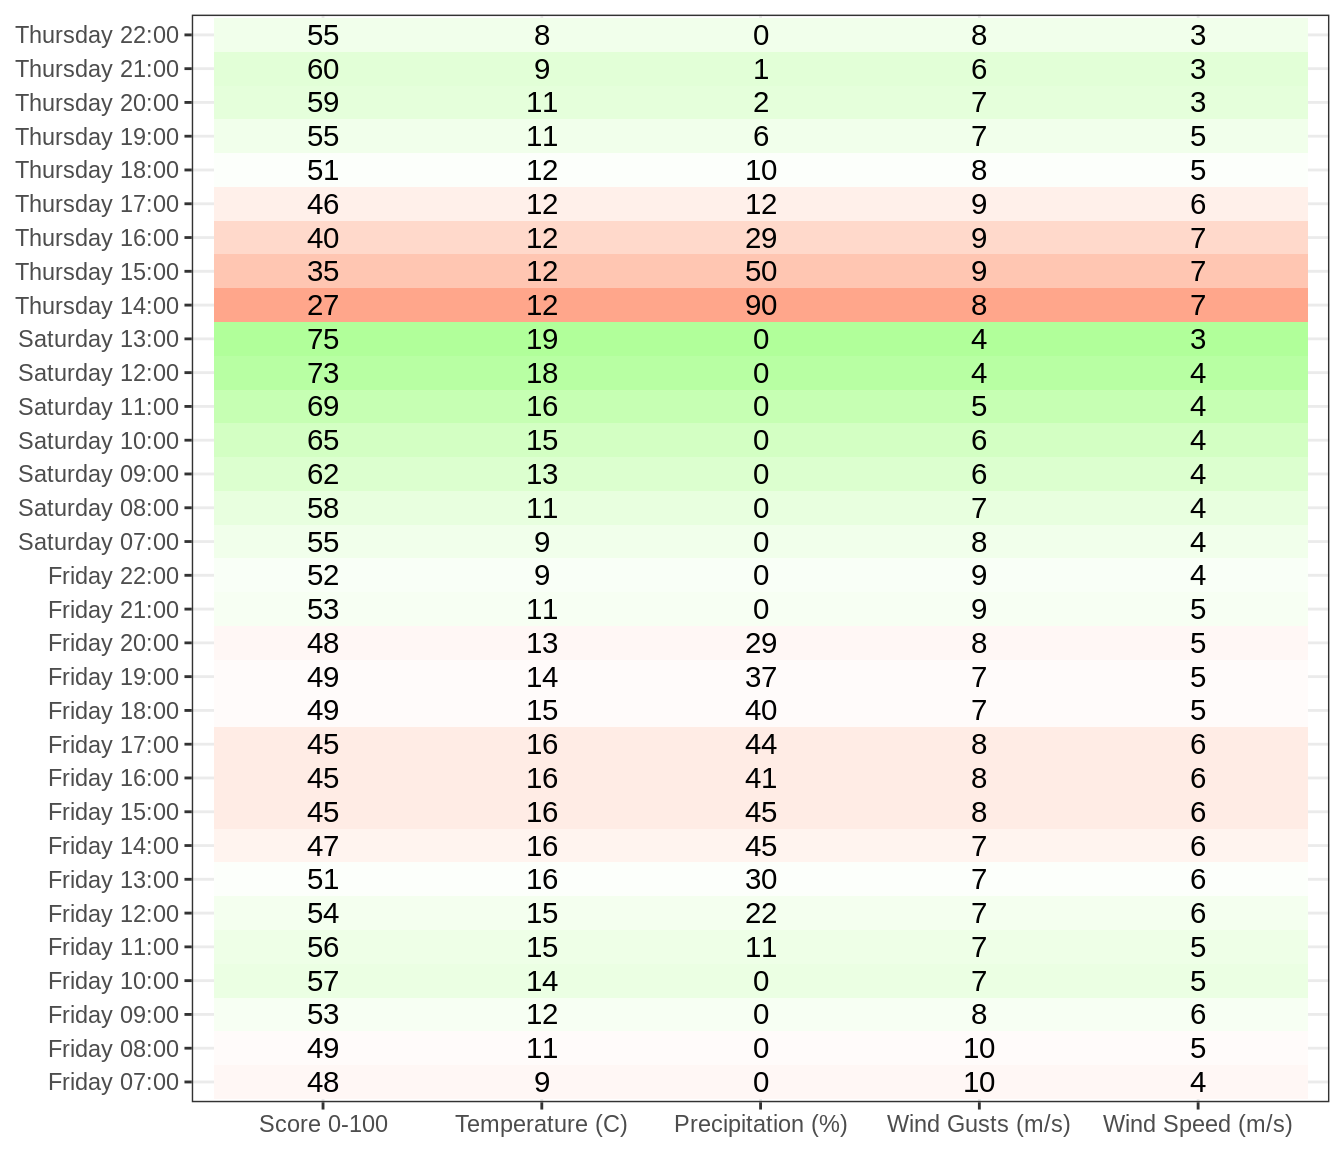 Thursday 22:00 55 8 0 8 3
Thursday 21:00 60 9 1 6 3
Thursday 20:00 59 11 2 7 3
Thursday 19:00 55 11 6 7 5
Thursday 18:00 51 12 10 8 5
Thursday 17:00 46 12 12 9 6
Thursday 16:00 40 12 29 9 7
Thursday 15:00 35 12 50 9 7
Thursday 14:00 27 12 90 8 7
Saturday 13:00 75 19 0 4 3
Saturday 12:00 73 18 0 4 4
Saturday 11:00 69 16 0 5 4
Saturday 10:00 65 15 0 6 4
Saturday 09:00 62 13 0 6 4
Saturday 08:00 58 11 0 7 4
Saturday 07:00 55 9 0 8 4
Friday 22:00 52 9 0 9 4
Friday 21:00 53 11 0 9 5
Friday 20:00 48 13 29 8 5
Friday 19:00 49 14 37 7 5
Friday 18:00 49 15 40 7 5
Friday 17:00 45 16 44 8 6
Friday 16:00 45 16 41 8 6
Friday 15:00 45 16 45 8 6
Friday 14:00 47 16 45 7 6
Friday 13:00 51 16 30 7 6
Friday 12:00 54 15 22 7 6
Friday 11:00 56 15 11 7 5
Friday 10:00 57 14 0 7 5
Friday 09:00 53 12 0 8 6
Friday 08:00 49 11 0 10 5
Friday 07:00 48 9 0 10 4
Score 0-100 Temperature (C) Precipitation (%) Wind Gusts (m/s) Wind Speed (m/s)